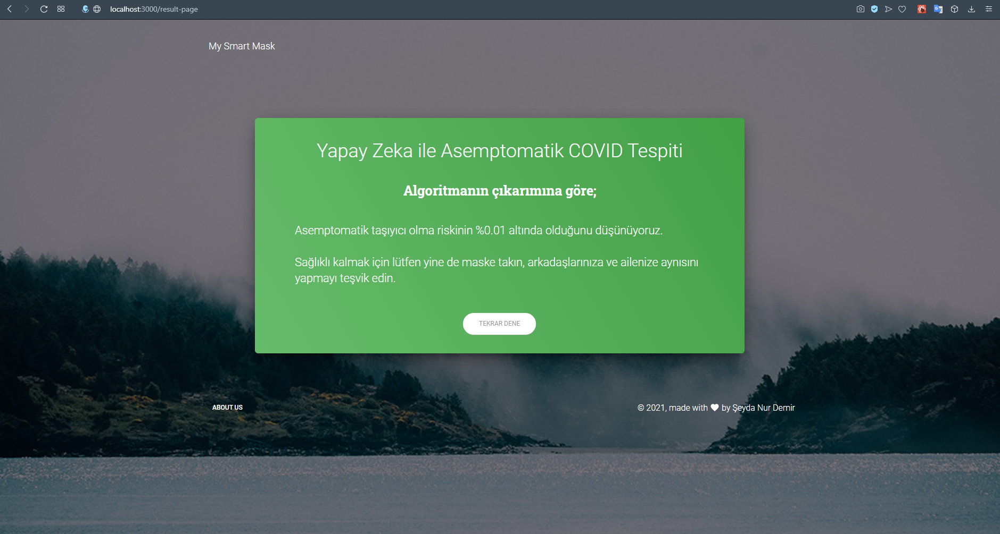 localhost:3000/result-page
My Smart Mask
Yapay Zeka ile Asemptomatik COVID Tespiti
Algoritmanın çıkarımına göre;
Asemptomatik taşıyıcı olma riskinin %0.01 altında olduğunu düşünüyoruz.
Sağlıklı kalmak için lütfen yine de maske takın, arkadaşlarınıza ve ailenize aynısını
yapmayı teşvik edin.
TEKRAR DENE
ABOUT US
© 2021, made with ♥ by Şeyda Nur Demir